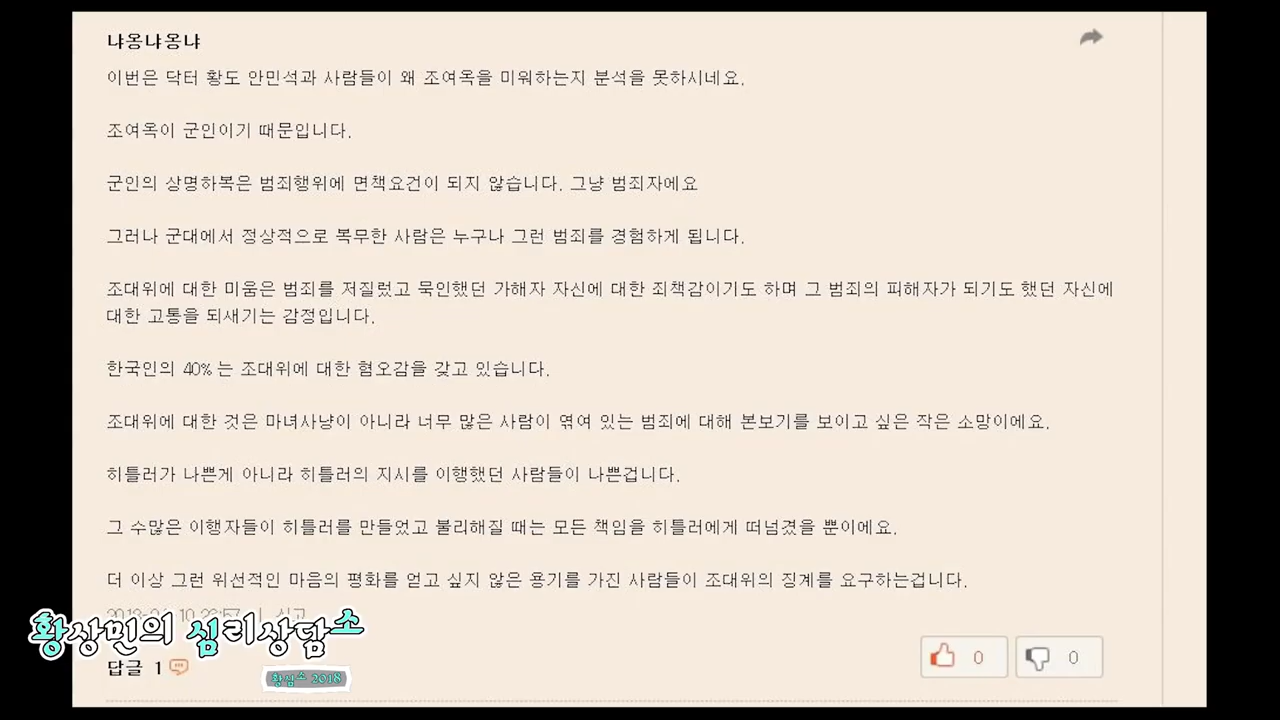 냐옹냐옹냐
이번은 닥터 황도 안민석과 사람들이 왜 조여옥을 미워하는지 분석을 못하시네요.
조여옥이 군인이기 때문입니다.
군인의 상명하복은 범죄행위에 면책요건이 되지 않습니다. 그냥 범죄자에요
그러나 군대에서 정상적으로 복무한 사람은 누구나 그런 범죄를 경험하게 됩니다.
조대위에 대한 미움은 범죄를 저질렀고 묵인했던 가해자 자신에 대한 죄책감이기도 하며 그 범죄의 피해자가 되기도 했던 자신에
대한 고통을 되새기는 감정입니다.
한국인의 40%는 조대위에 대한 혐오감을 갖고 있습니다.
조대위에 대한 것은 마녀사냥이 아니라 너무 많은 사람이 엮여 있는 범죄에 대해 본보기를 보이고 싶은 작은 소망이에요.
히틀러가 나쁜게 아니라 히틀러의 지시를 이행했던 사람들이 나쁜겁니다.
그 수많은 이행자들이 히틀러를 만들었고 불리해질 때는 모든 책임을 히틀러에게 떠넘겼을 뿐이에요.
더 이상 그런 위선적인 마음의 평화를 얻고 싶지 않은 용기를 가진 사람들이 조대위의 징계를 요구하는겁니다.
신고
황상민의 심리상담소
답글 1
0
0
황심소 2018